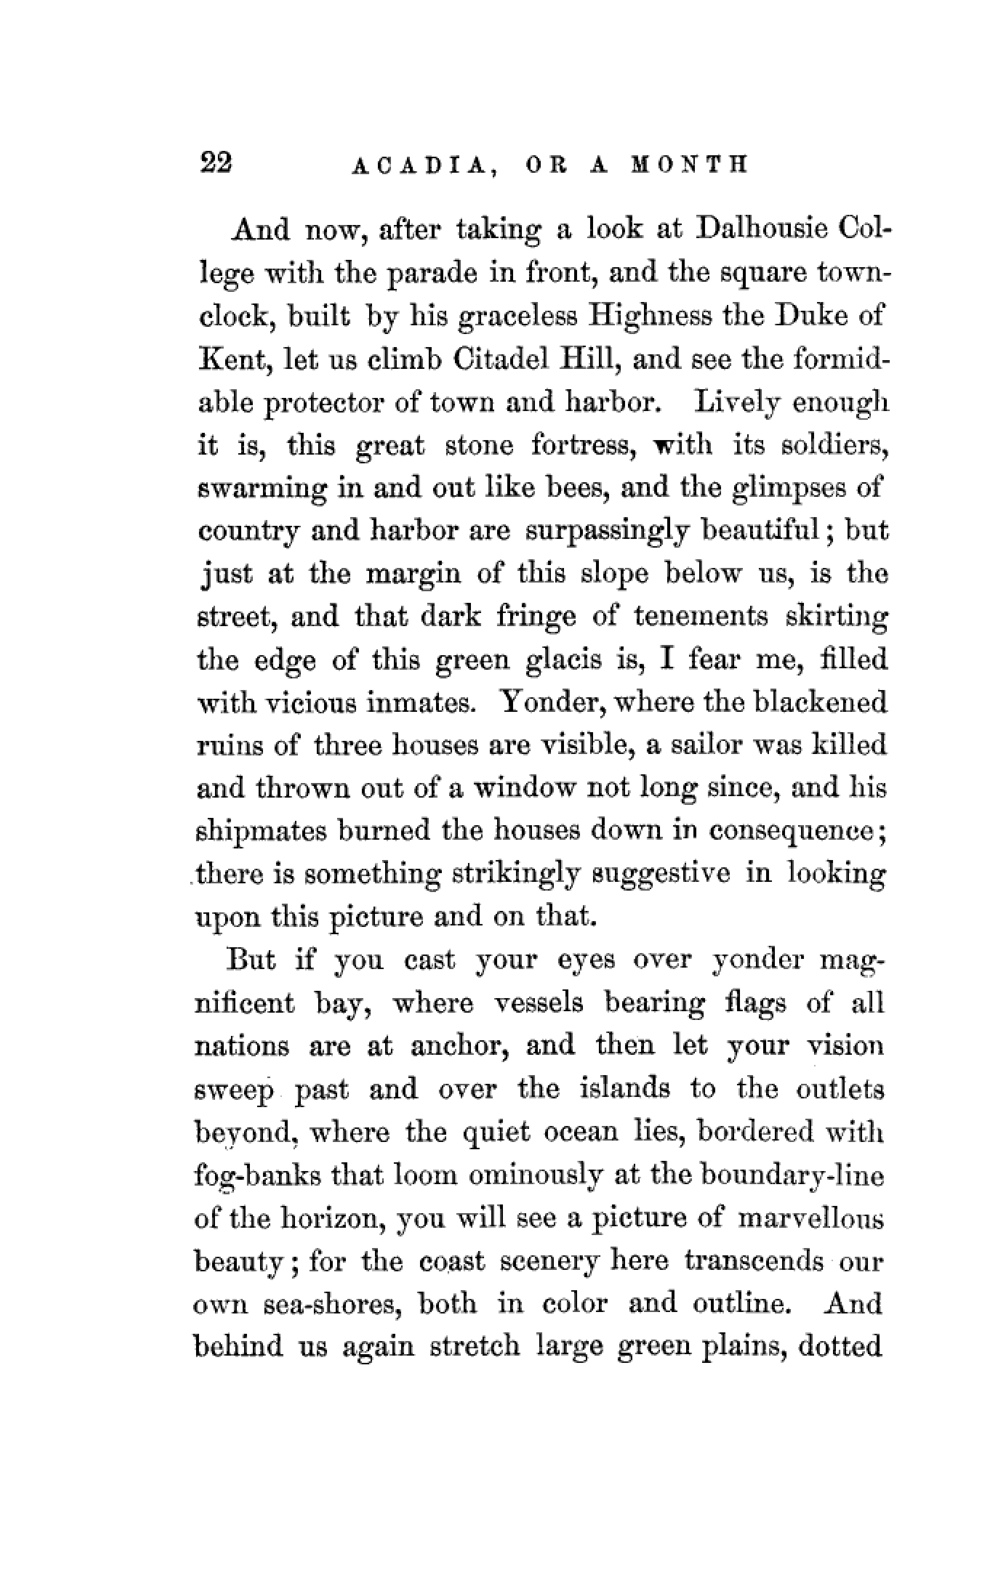 22 ACADIA, OR A MONTH
And now, after taking a look at Dalhousie Col-
lege with the parade in front, and the square town-
clock, built by his graceless Highness the Duke of
Kent, let us climb Citadel Hill, and see the formid-
able protector of town and harbor. Lively enough
it is, this great stone fortress, with its soldiers,
swarming in and out like bees, and the glimpses of
country and harbor are surpassingly beautiful; but
just at the margin of this slope below us, is the
street, and that dark fringe of tenements skirting
the edge of this green glacis is, I fear me, filled
with vicious inmates. Yonder, where the blackened
ruins of three houses are visible, a sailor was killed
and thrown out of a window not long since, and his
shipmates burned the houses down in consequence;
there is something strikingly suggestive in looking
upon this picture and on that.
But if you cast your eyes over yonder mag-
nificent bay, where vessels bearing flags of all
nations are at anchor, and then let your vision
sweep past and over the islands to the outlets
beyond, where the quiet ocean lies, bordered with
fog-banks that loom ominously at the boundary-line
of the horizon, you will see a picture of marvellous
beauty; for the coast scenery here transcends our
own sea-shores, both in color and outline. And
behind us again stretch large green plains, dotted